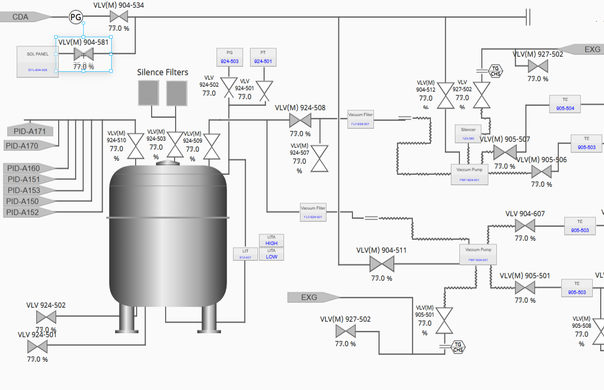 VLV(M) 904-534
CDA
PG
77.0 %
VLV(M) 904-581
77.0 %
SOL PANEL
Silence Filters
PG
924-503
PT
924-501
VLV
924-502
77.0
%
VLV
924-501
77.0
%
VLV(M) 924-508
77.0 %
VLV(M)
904-512
77.0
%
VLV(M)
927-502
77.0
%
TG
CHS
VLV(M) 927-502
77.0 %
EXG
TE
905-504
TE
905-503
Vacuum Filter
Silencer
VLV(M) 905-507
77.0 %
VLV(M) 905-506
77.0 %
Vacuum Pump
PID-A171
PID-A170
PID-A160
PID-A151
PID-A153
PID-A150
PID-A152
VLV(M)
924-510
77.0
%
VLV(M)
924-503
77.0
%
VLV(M)
924-509
77.0
%
VLV(M)
924-507
77.0
%
Vacuum Filter
LIT
LITA
HIGH
LITA
LOW
VLV(M) 904-511
77.0 %
Vacuum Pump
VLV 904-607
77.0 %
TE
905-503
VLV(M) 905-501
77.0 %
TE
905-503
VLV(M)
905-508
77.0
%
EXG
VLV(M) 927-502
77.0 %
VLV(M)
905-501
77.0
%
TG
CHS
VLV 924-502
77.0 %
VLV 924-501
77.0 %